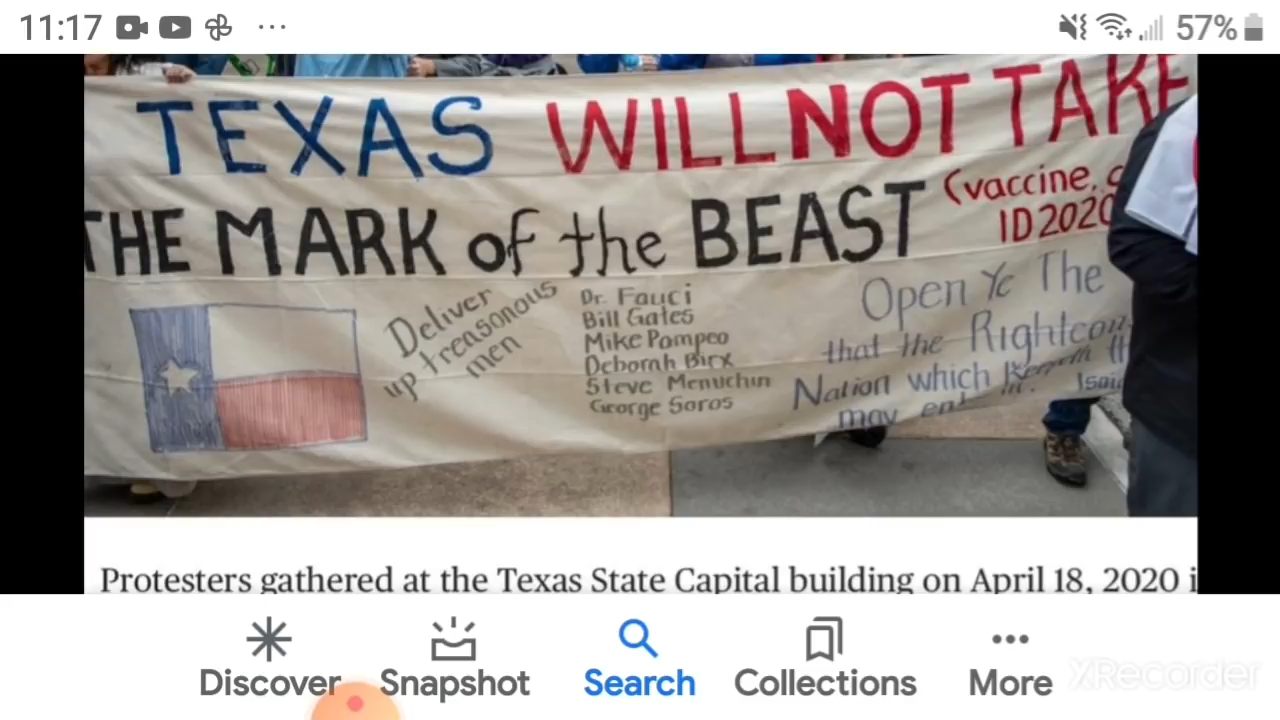 11:17
57%
TEXAS WILL NOT TAKE
THE MARK of the BEAST
(vaccine,
ID2020
Deliver
up treasonous
men
Dr. Fauci
Bill Gates
Mike Pompeo
Deborah Birx
Steve Menuchin
George Soros
Open Ye The
that the
Nation which
may
Protesters gathered at the Texas State Capital building on April 18, 2020
Discover
Snapshot
Search
Collections
More
XRecorder